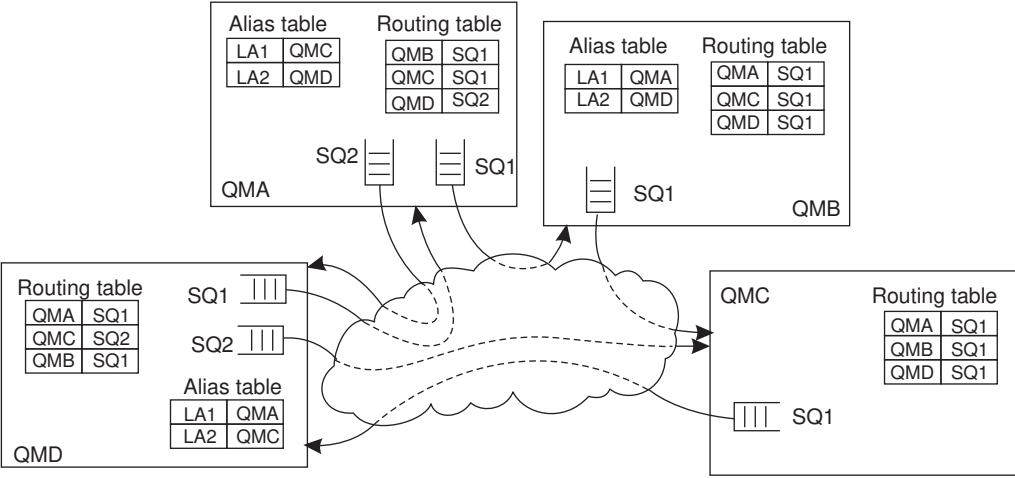 Alias table
LA1 QMC
LA2 QMD
Routing table
QMB SQ1
QMC SQ1
QMD SQ2
SQ2
SQ1
QMA
Alias table
LA1 QMA
LA2 QMD
Routing table
QMA SQ1
QMC SQ1
QMD SQ1
SQ1
QMB
Routing table
QMA SQ1
QMC SQ2
QMB SQ1
SQ1
SQ2
Alias table
LA1 QMA
LA2 QMC
QMD
QMC
Routing table
QMA SQ1
QMB SQ1
QMD SQ1
SQ1